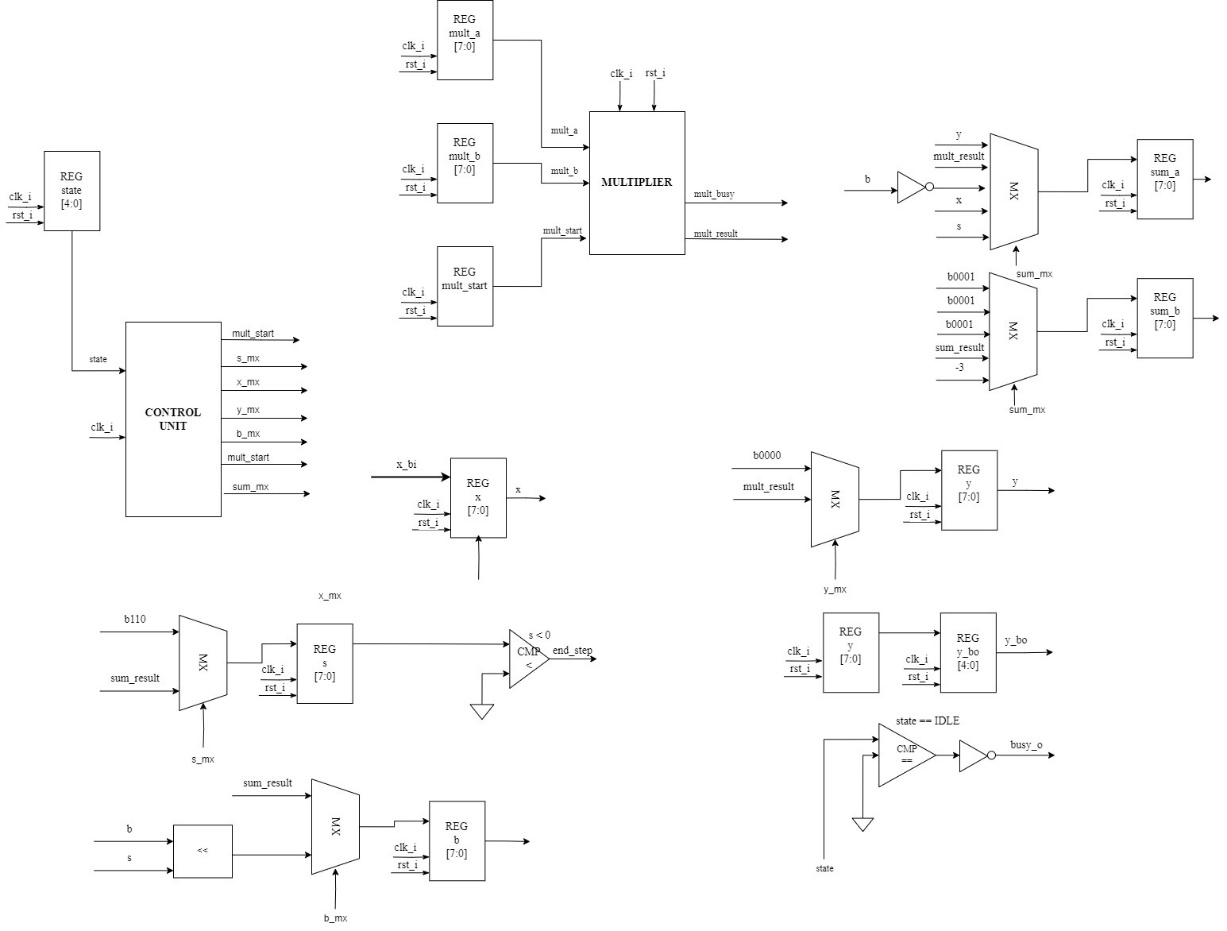 REG
mult_a
[7:0]
clk_i
rst_i
clk_i
rst_i
REG
mult_b
[7:0]
clk_i
rst_i
mult_a
mult_b
MULTIPLIER
mult_busy
mult_result
mult_start
REG
mult_start
clk_i
rst_i
REG
state
[4:0]
clk_i
rst_i
state
clk_i
CONTROL
UNIT
mult_start
s_mx
x_mx
y_mx
b_mx
mult_start
sum_mx
y
mult_result
b
x
s
MX
sum_mx
REG
sum_a
[7:0]
clk_i
rst_i
b0001
b0001
b0001
sum_result
-3
MX
sum_mx
REG
sum_b
[7:0]
clk_i
rst_i
x_bi
clk_i
rst_i
REG
x
[7:0]
x
x_mx
b0000
mult_result
MX
y_mx
REG
y
[7:0]
clk_i
rst_i
y
b110
sum_result
MX
s_mx
REG
s
[7:0]
clk_i
rst_i
s < 0
CMP
<
end_step
REG
y
[7:0]
clk_i
rst_i
REG
y_bo
[4:0]
clk_i
rst_i
y_bo
state == IDLE
CMP
==
busy_o
state
sum_result
b
s
<<
MX
b_mx
REG
b
[7:0]
clk_i
rst_i